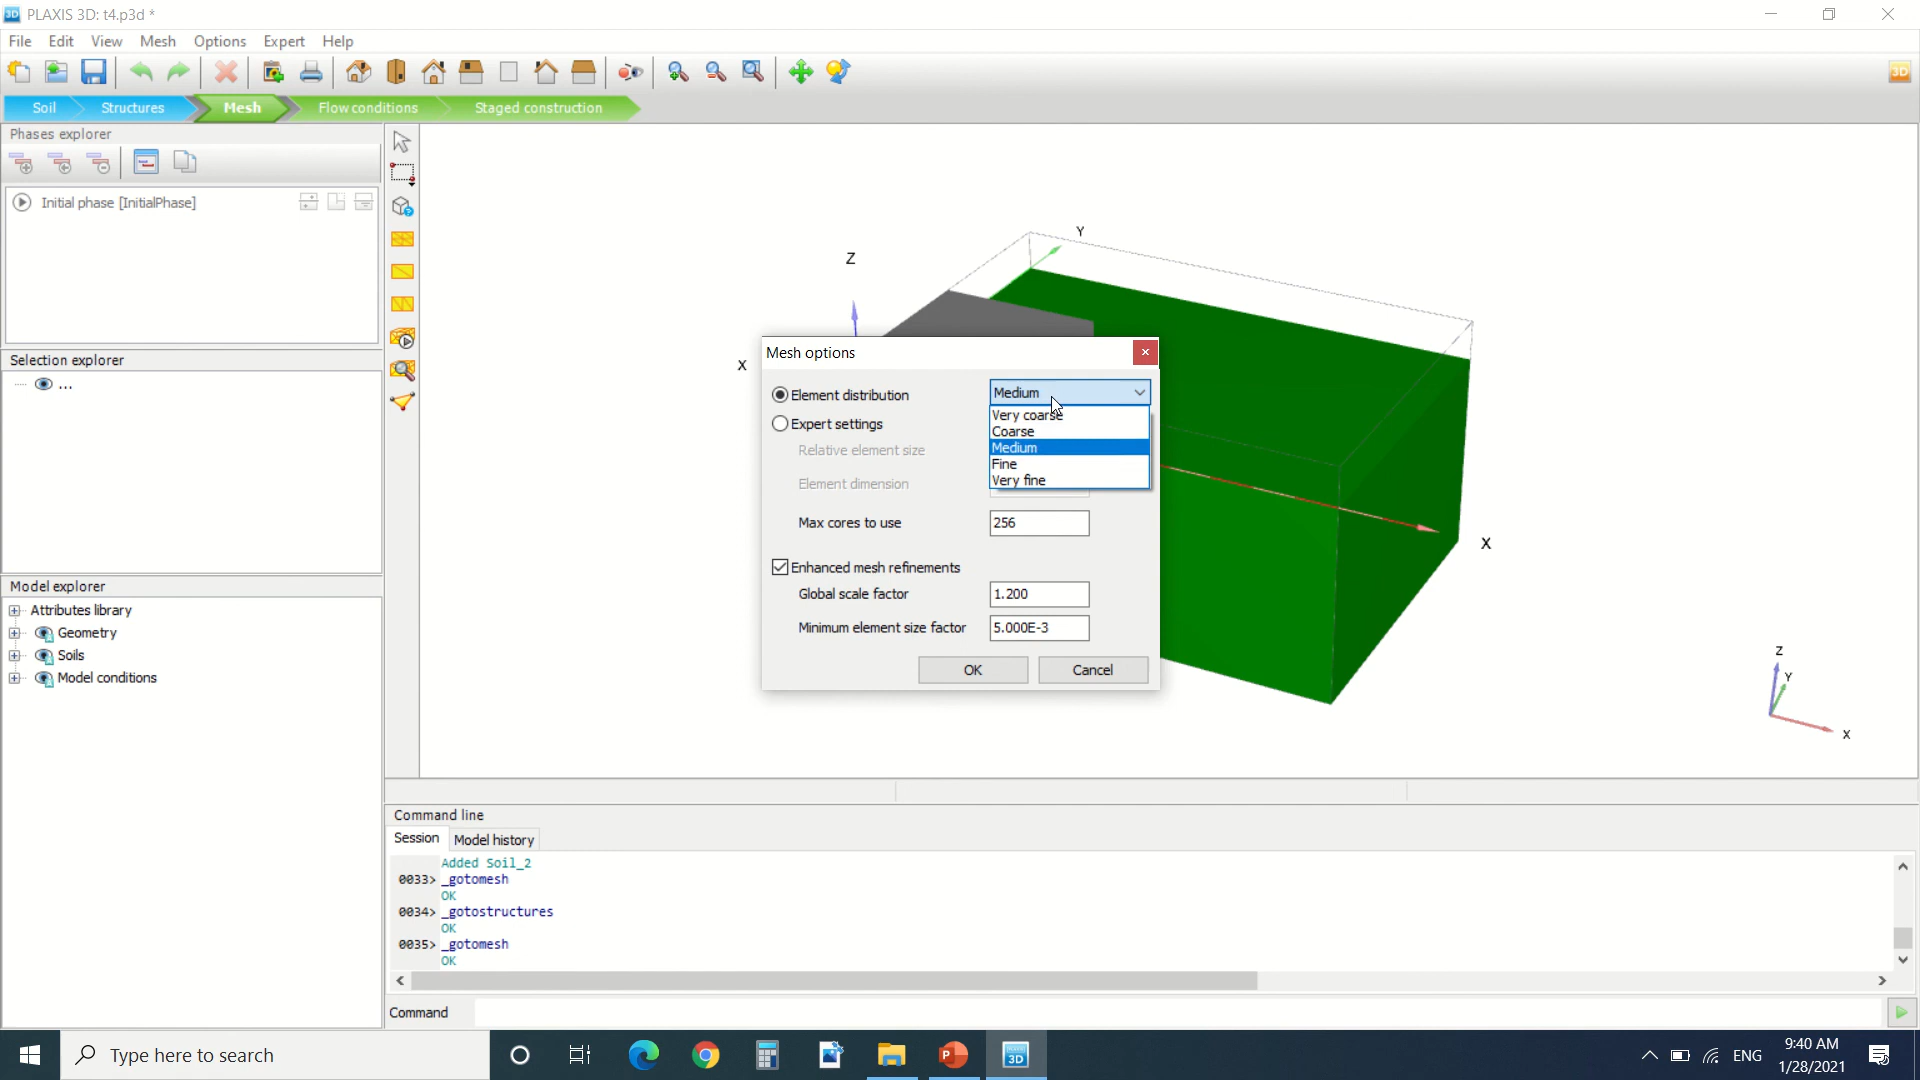 3D PLAXIS 3D: t4.p3d *
File Edit View Mesh Options Expert Help
3D
Soil Structures Mesh Flow conditions Staged construction
Phases explorer
Initial phase [InitialPhase]
Selection explorer
...
Model explorer
Attributes library
Geometry
Soils
Model conditions
Y
Z
X
X
Z
Y
X
Mesh options
Element distribution Medium
Very coarse
Coarse
Medium
Fine
Very fine
Expert settings
Relative element size
Element dimension
Max cores to use 256
Enhanced mesh refinements
Global scale factor 1.200
Minimum element size factor 5.000E-3
OK Cancel
Command line
Session Model history
Added Soil_2
0033> _gotomesh
OK
0034> _gotostructures
OK
0035> _gotomesh
OK
Command
Type here to search
P
3D
ENG
9:40 AM
1/28/2021